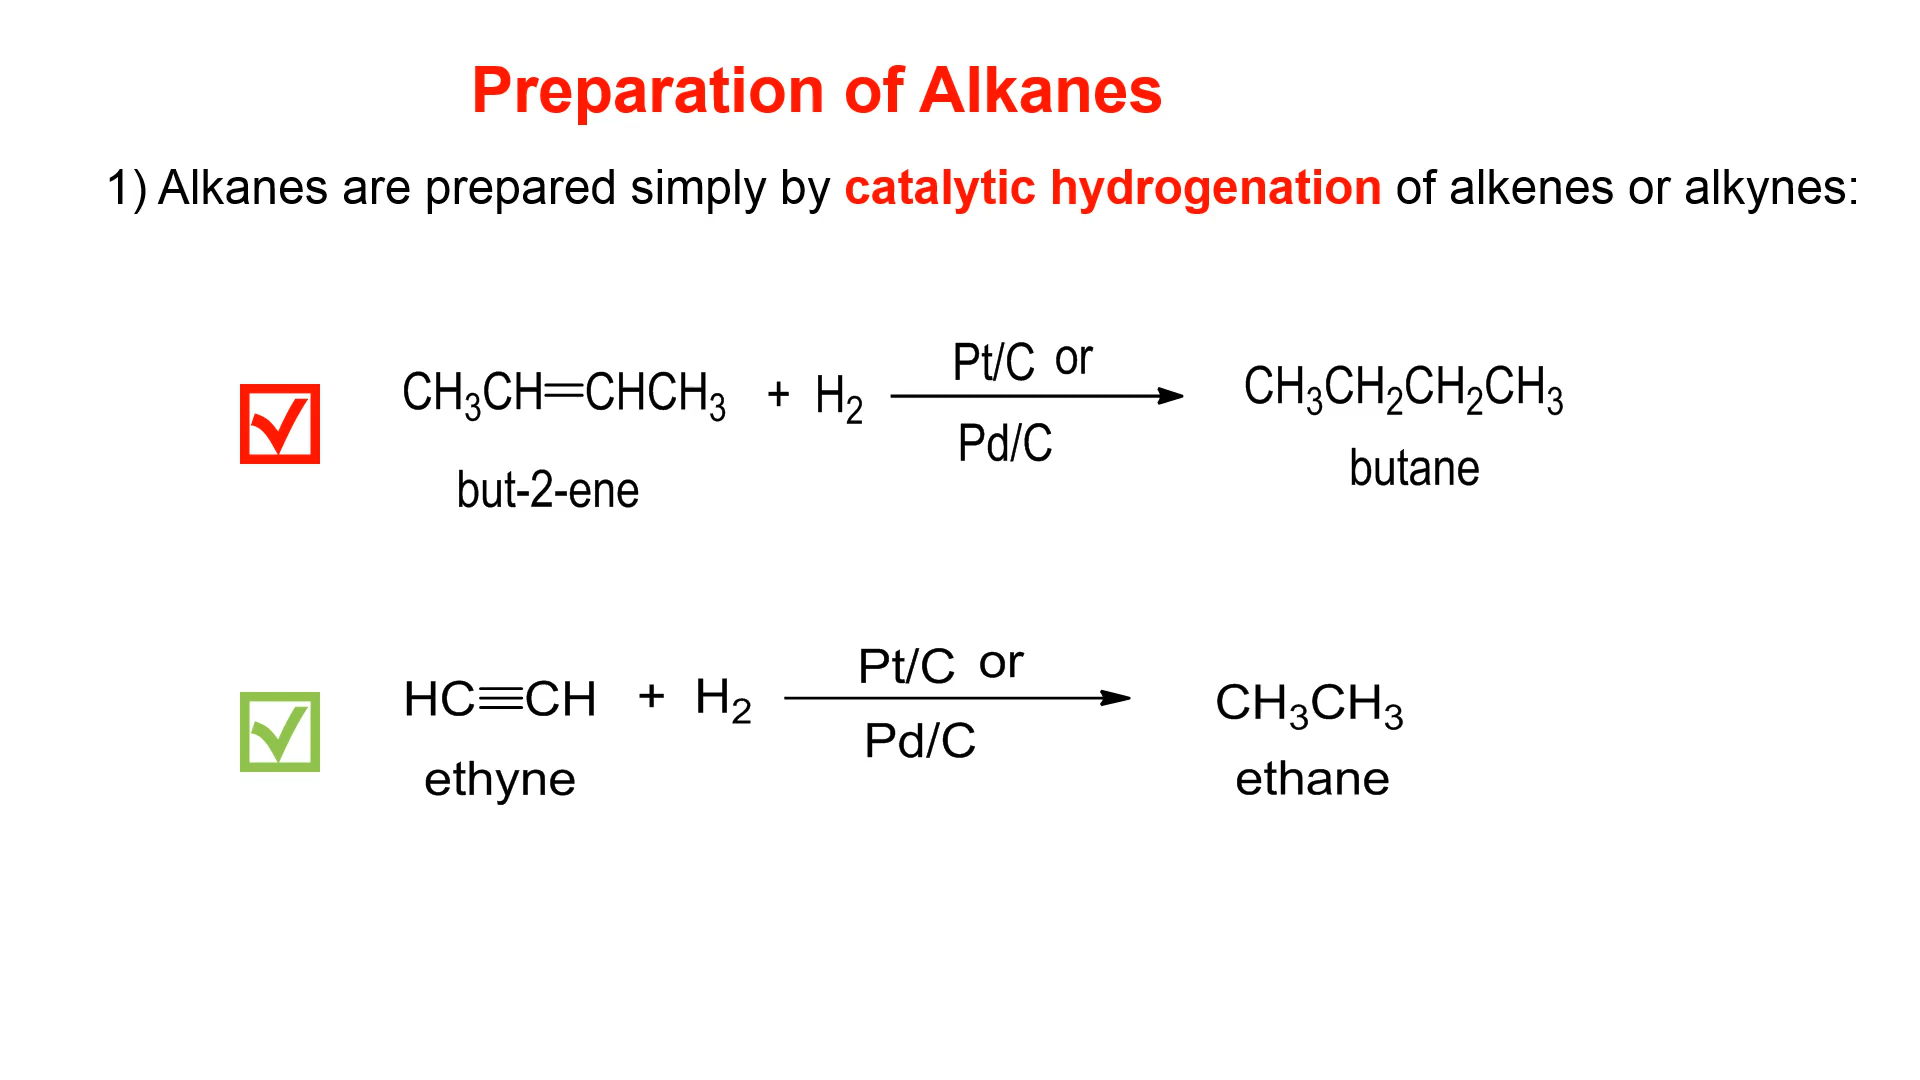 Preparation of Alkanes
1) Alkanes are prepared simply by catalytic hydrogenation of alkenes or alkynes:
CH₃CH=CHCH₃ + H₂ Pt/C or Pd/C CH₃CH₂CH₂CH₃
but-2-ene butane
HC≡CH + H₂ Pt/C or Pd/C CH₃CH₃
ethyne ethane